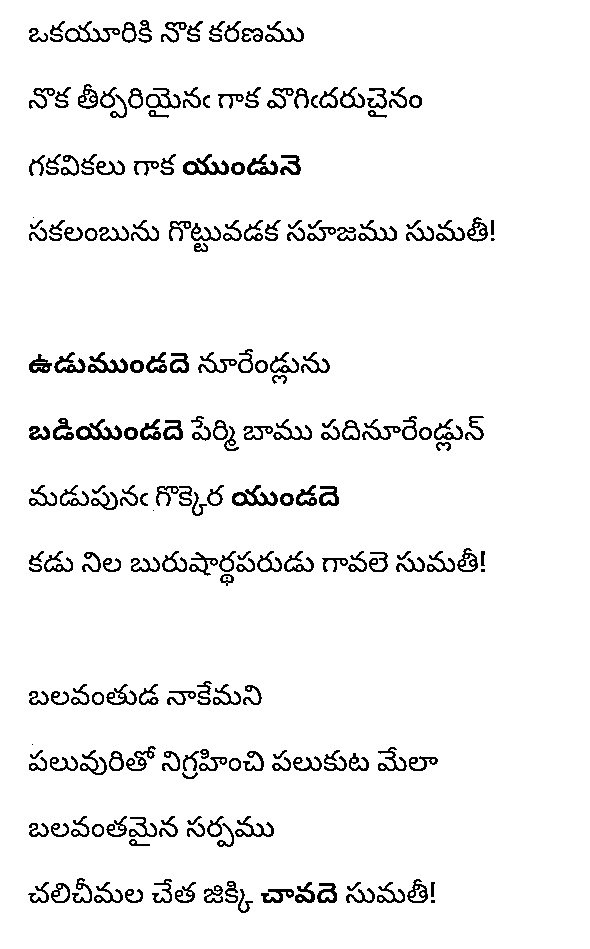 ఒకయూరికి నొక కరణము
నొక తీర్పరియైనఁ గాక వొగిఁదరుచైనం
గకవికలు గాక యుండునె
సకలంబును గొట్టువడక సహజము సుమతీ!
ఉడుముండదె నూరేండ్లును
బడియుండదె పేర్మి బాము పదినూరేండ్లున్
మడుపునఁ గొక్కెర యుండదె
కడు నిల బురుషార్థపరుడు గావలె సుమతీ!
బలవంతుడ నాకేమని
పలువురితో నిగ్రహించి పలుకుట మేలా
బలవంతమైన సర్పము
చలిచీమల చేత జిక్కి చావదె సుమతీ!